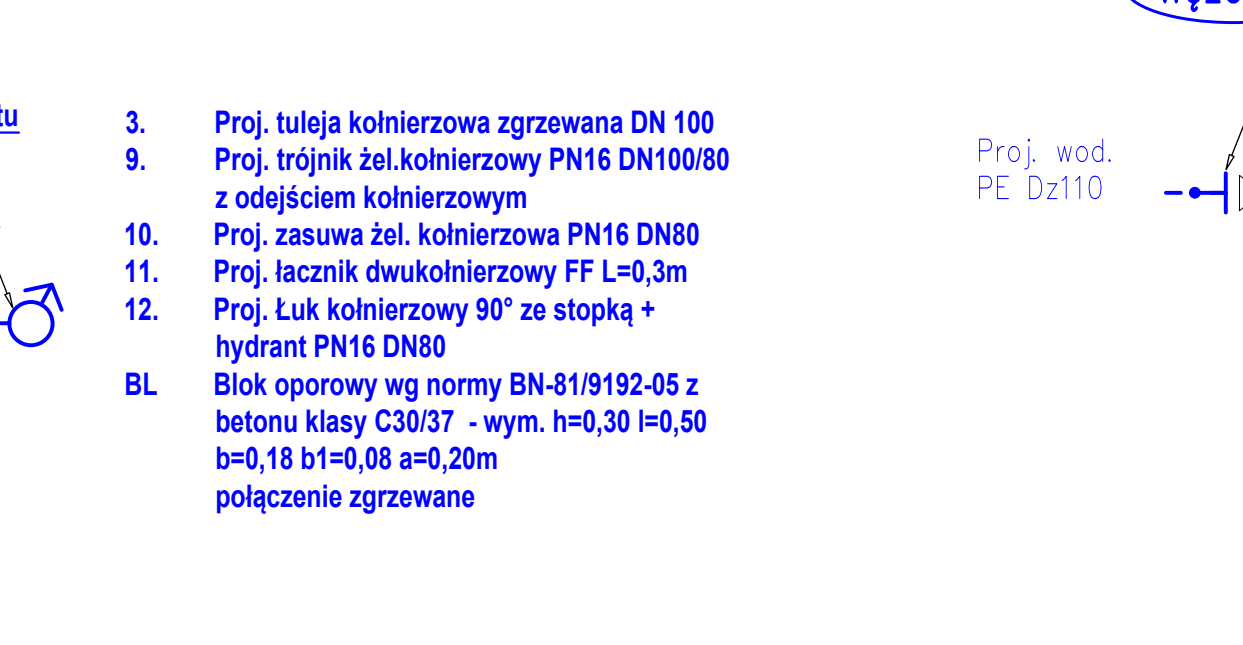 tu
3. Proj. tuleja kołnierzowa zgrzewana DN 100
9. Proj. trójnik żel.kołnierzowy PN16 DN100/80
z odejściem kołnierzowym
10. Proj. zasuwa żel. kołnierzowa PN16 DN80
11. Proj. łacznik dwukołnierzowy FF L=0,3m
12. Proj. Łuk kołnierzowy 90° ze stopką +
hydrant PN16 DN80
BL Blok oporowy wg normy BN-81/9192-05 z
betonu klasy C30/37 - wym. h=0,30 l=0,50
b=0,18 b1=0,08 a=0,20m
połączenie zgrzewane
Proj. wod.
PE Dz110